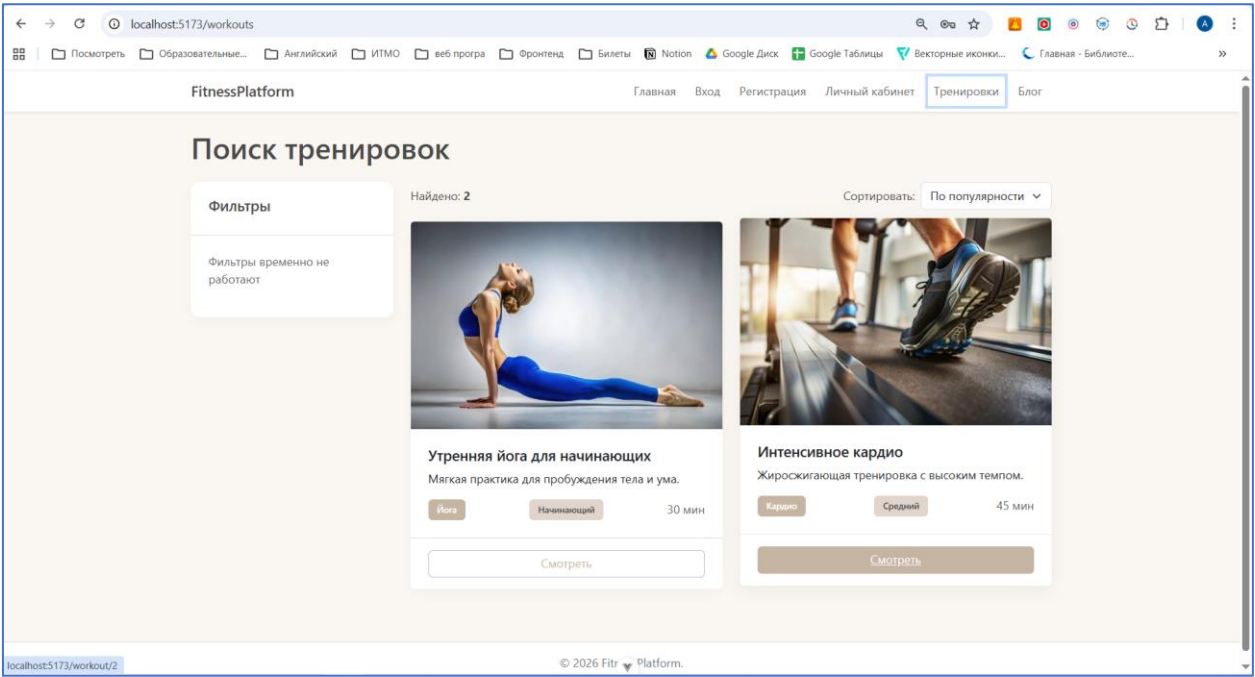 localhost:5173/workouts
A
Посмотреть Образовательные... Английский ИТМО веб програ Фронтенд Билеты Notion Google Диск Google Таблицы Векторные иконки... Главная - Библиоте... »
FitnessPlatform Главная Вход Регистрация Личный кабинет Тренировки Блог
Поиск тренировок
Фильтры
Фильтры временно не
работают
Найдено: 2
Сортировать: По популярности
Утренняя йога для начинающих
Мягкая практика для пробуждения тела и ума.
Йога Начинающий 30 мин
Смотреть
Интенсивное кардио
Жиросжигающая тренировка с высоким темпом.
Кардио Средний 45 мин
Смотреть
© 2026 Fitr Platform.
localhost:5173/workout/2